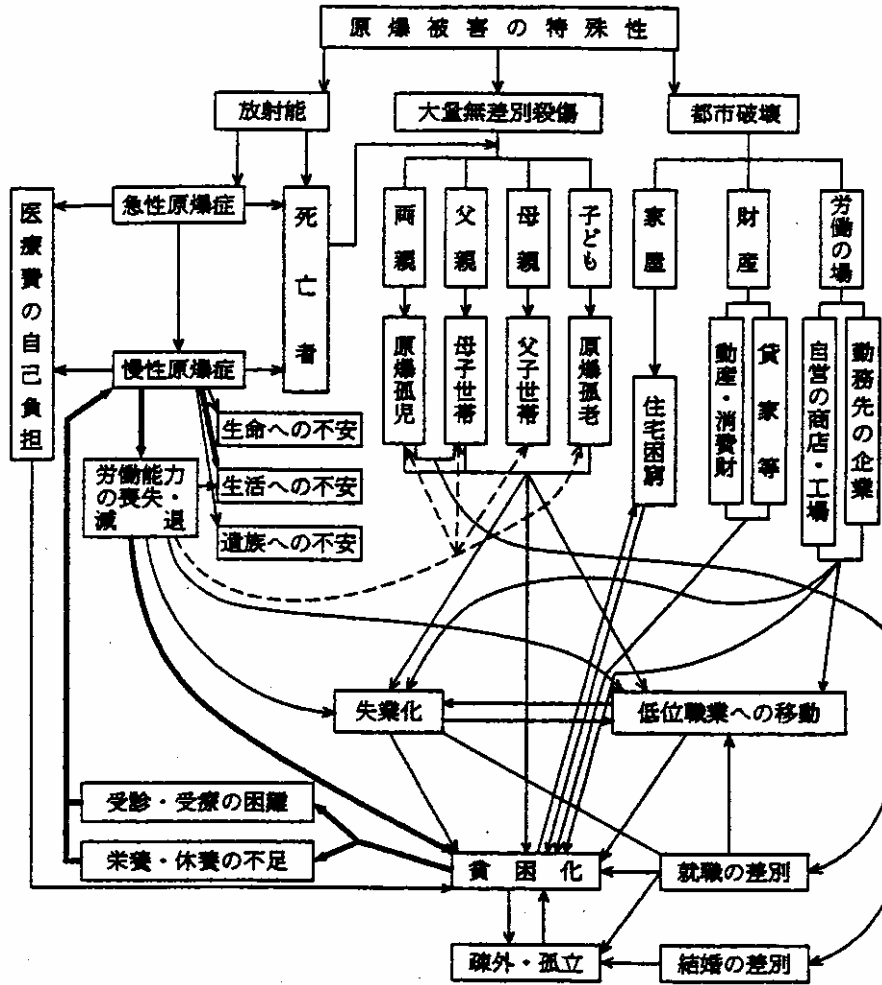 原爆被害の特殊性
放射能
大量無差別殺傷
都市破壊
医療費の自己負担
急性原爆症
死亡者
両親
父親
母親
子ども
家屋
財産
労働の場
慢性原爆症
原爆孤児
母子世帯
父子世帯
原爆孤老
住宅困窮
動産・消費財
貸家等
自営の商店・工場
勤務先の企業
生命への不安
労働能力
の喪失・
減退
生活への不安
遺族への不安
失業化
低位職業への移動
受診・受療の困難
栄養・休養の不足
貧困化
就職の差別
疎外・孤立
結婚の差別